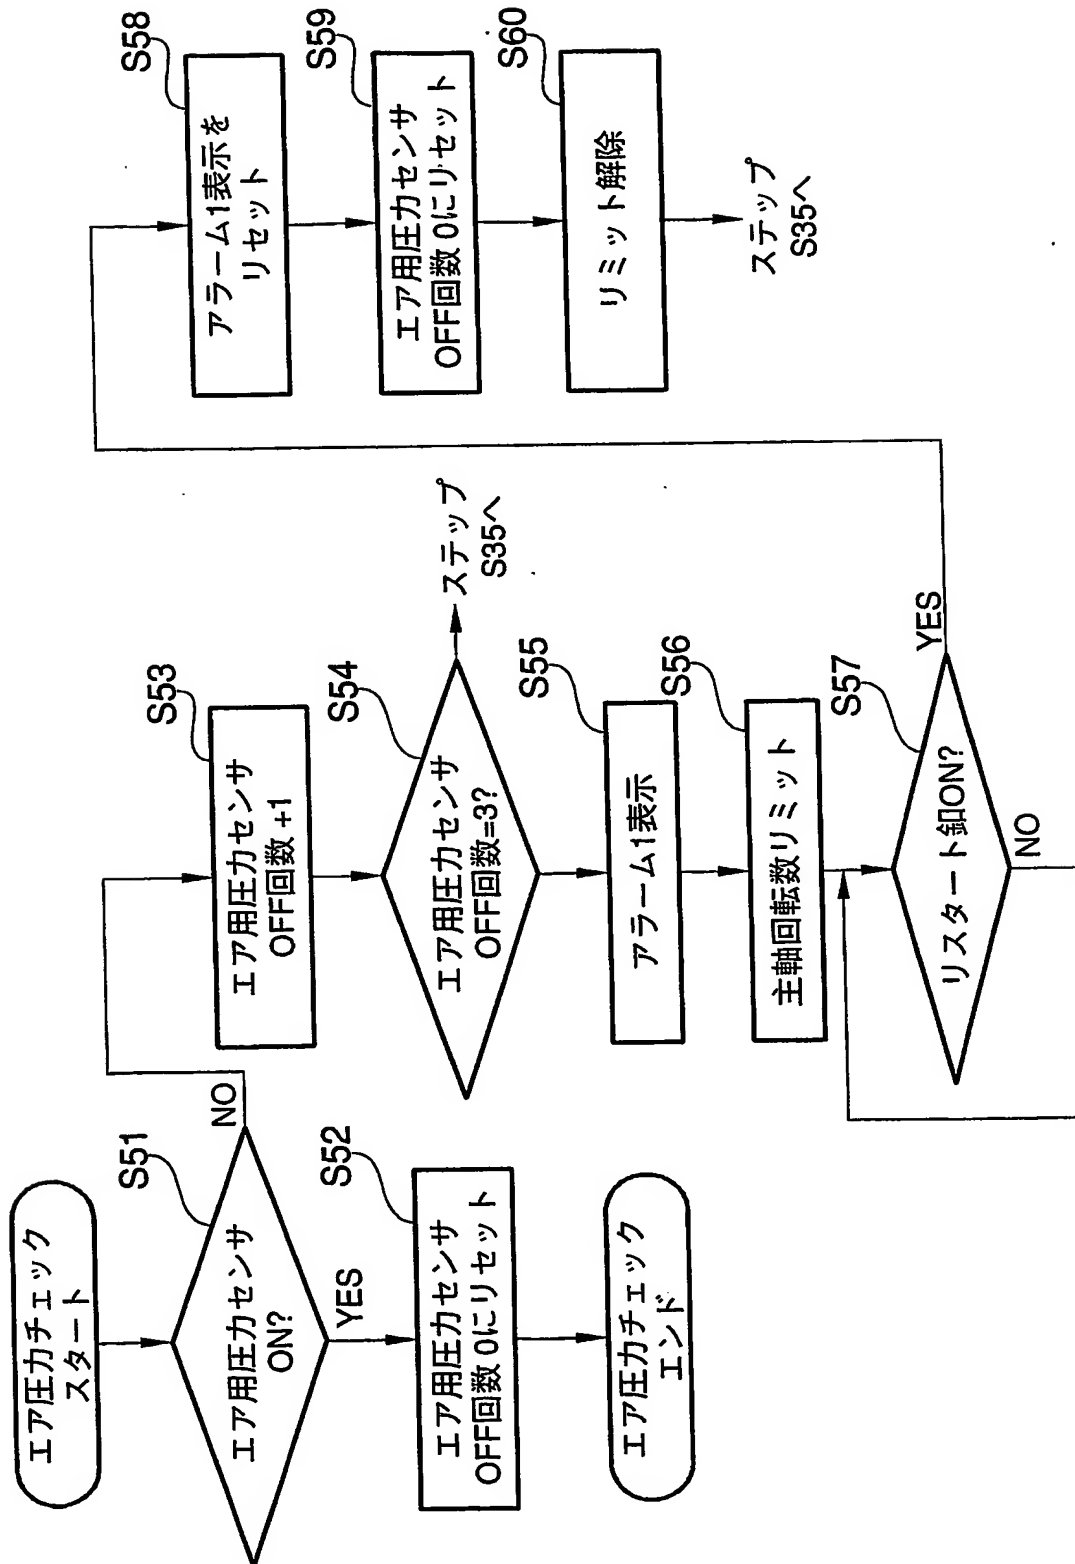 エア圧力チェック
スタート
S51
エア用圧力センサ
ON?
NO
YES
S52
エア用圧力センサ
OFF回数 0にリセット
エア圧力チェック
エンド
S53
エア用圧力センサ
OFF回数 +1
S54
エア用圧力センサ
OFF回数=3?
ステップ
S35へ
S55
アラーム1表示
S56
主軸回転数リミット
S57
リスタート釦ON?
YES
NO
S58
アラーム1表示を
リセット
S59
エア用圧力センサ
OFF回数 0にリセット
S60
リミット解除
ステップ
S35へ